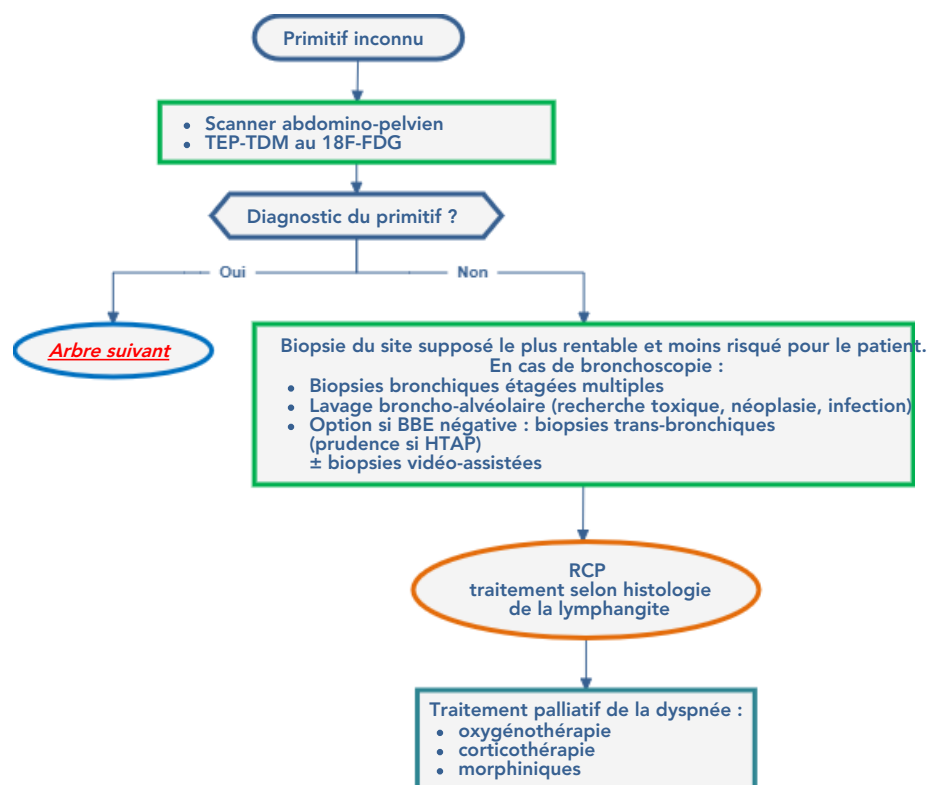 Primitif inconnu
• Scanner abdomino-pelvien
• TEP-TDM au 18F-FDG
Diagnostic du primitif ?
Oui
Non
Arbre suivant
Biopsie du site supposé le plus rentable et moins risqué pour le patient.
En cas de bronchoscopie :
• Biopsies bronchiques étagées multiples
• Lavage broncho-alvéolaire (recherche toxique, néoplasie, infection)
• Option si BBE négative : biopsies trans-bronchiques
(prudence si HTAP)
± biopsies vidéo-assistées
RCP
traitement selon histologie
de la lymphangite
Traitement palliatif de la dyspnée :
• oxygénothérapie
• corticothérapie
• morphiniques